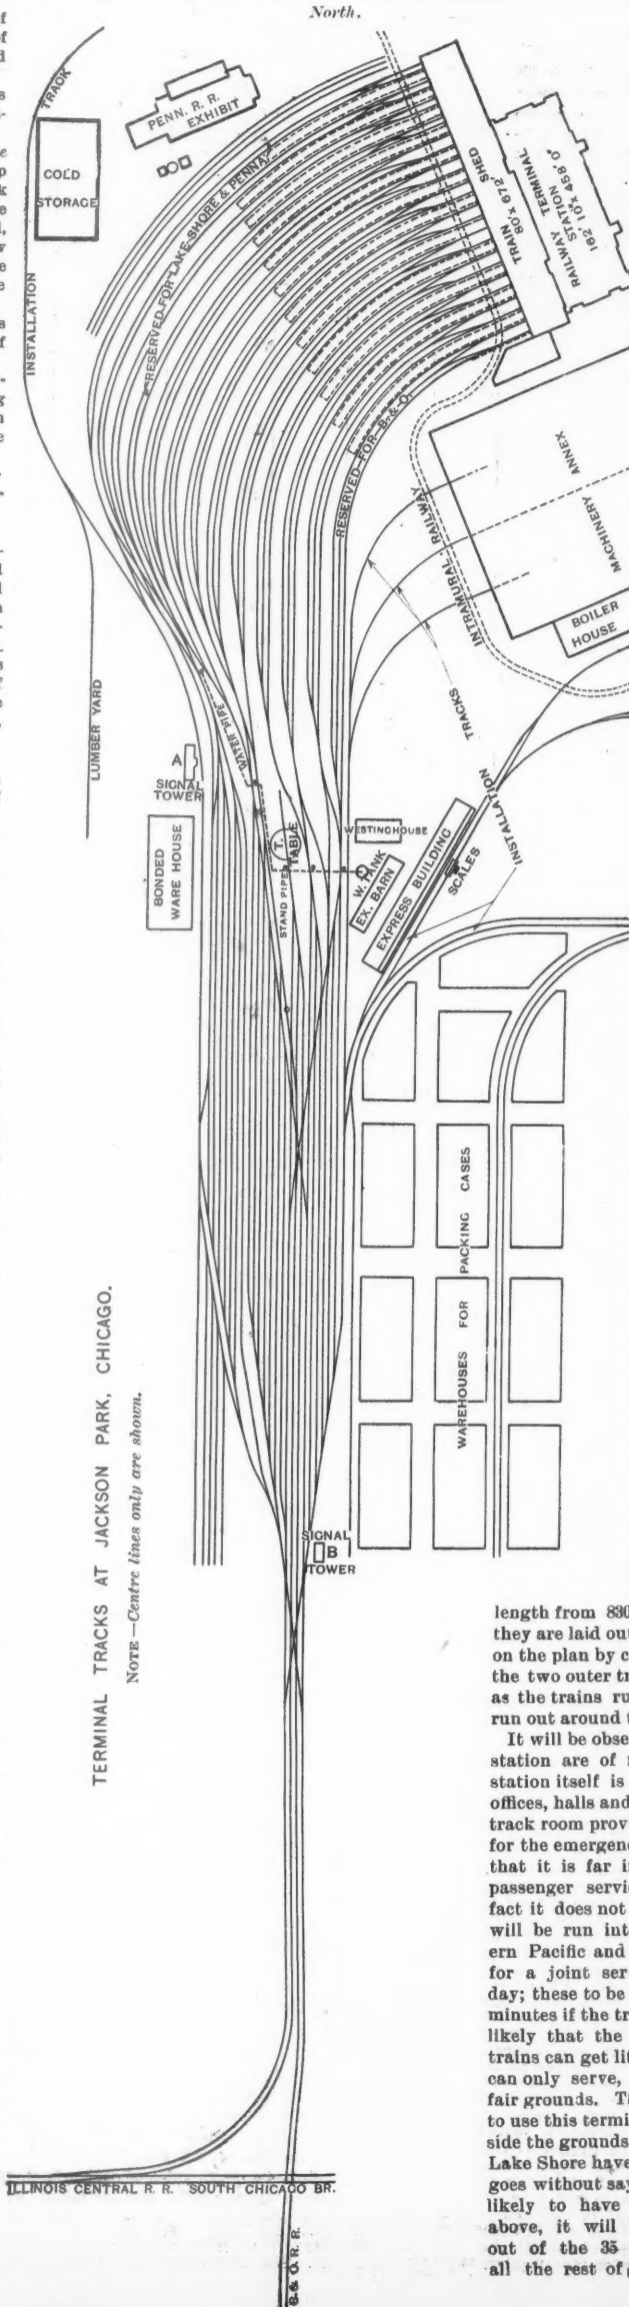 North.
TRACK
COLD
STORAGE
INSTALLATION
PENN. R. R.
EXHIBIT
RESERVED FOR LAKE SHORE & PENNA.
TRAIN
SHED
80' x 672'
RAILWAY TERMINAL
STATION
162' 10" x 458' 0"
RESERVED FOR B. & O.
INTRAMURAL RAILWAY
MACHINERY ANNEX
BOILER
HOUSE
LUMBER YARD
A
SIGNAL
TOWER
WATER PIPE
BONDED
WARE HOUSE
T.
TABLE
STAND PIPE
WESTINGHOUSE
W. TANK
EX. BARN
EXPRESS BUILDING
SCALES
INSTALLATION TRACKS
WAREHOUSES FOR PACKING CASES
TERMINAL TRACKS AT JACKSON PARK, CHICAGO.
NOTE—Centre lines only are shown.
SIGNAL
B
TOWER
ILLINOIS CENTRAL R. R. SOUTH CHICAGO BR.
B. & O. R. R.
length from 830
they are laid out
on the plan by c
the two outer tr
as the trains ru
run out around t
It will be obse
station are of
station itself is
offices, halls and
track room prov
for the emergenc
that it is far i
passenger servi
fact it does not
will be run int
ern Pacific and
for a joint ser
day; these to be
minutes if the tr
likely that the
trains can get lit
can only serve,
fair grounds. T
to use this termi
side the grounds
Lake Shore have
goes without say
likely to have
above, it will
out of the 35
all the rest of